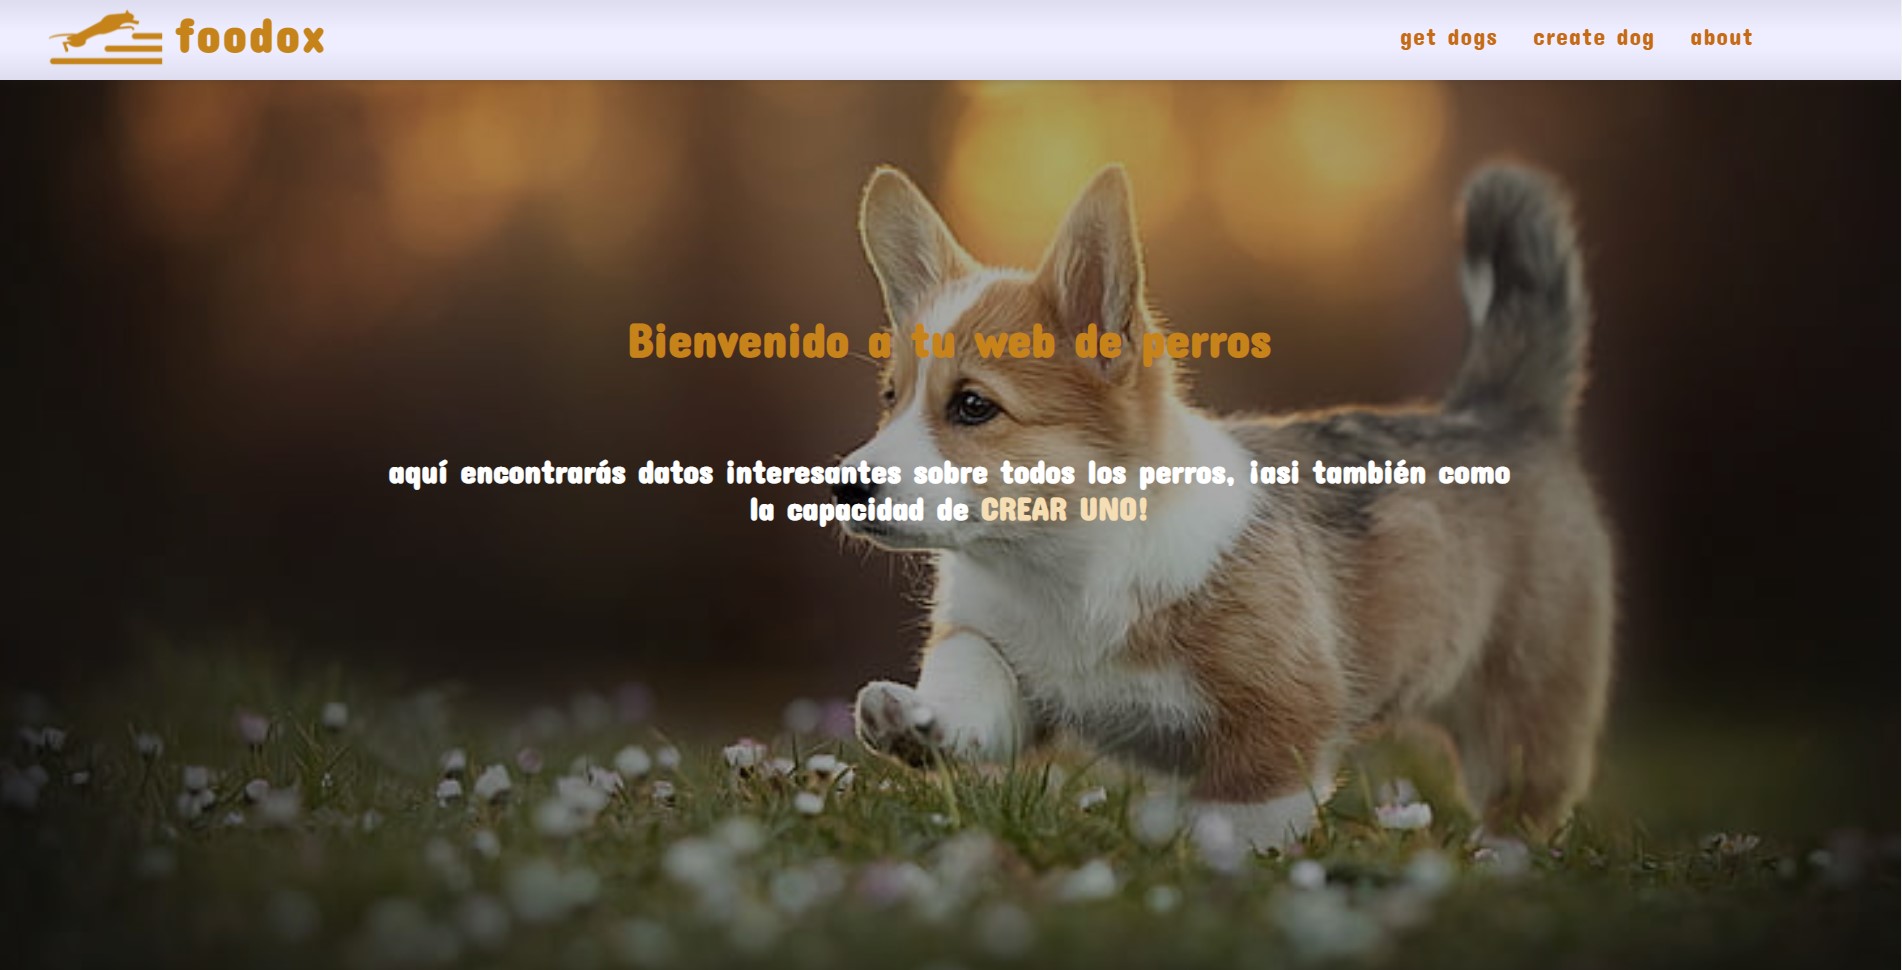 foodox
get dogs create dog about
Bienvenido a tu web de perros
aquí encontrarás datos interesantes sobre todos los perros, ¡asi también como
la capacidad de CREAR UNO!